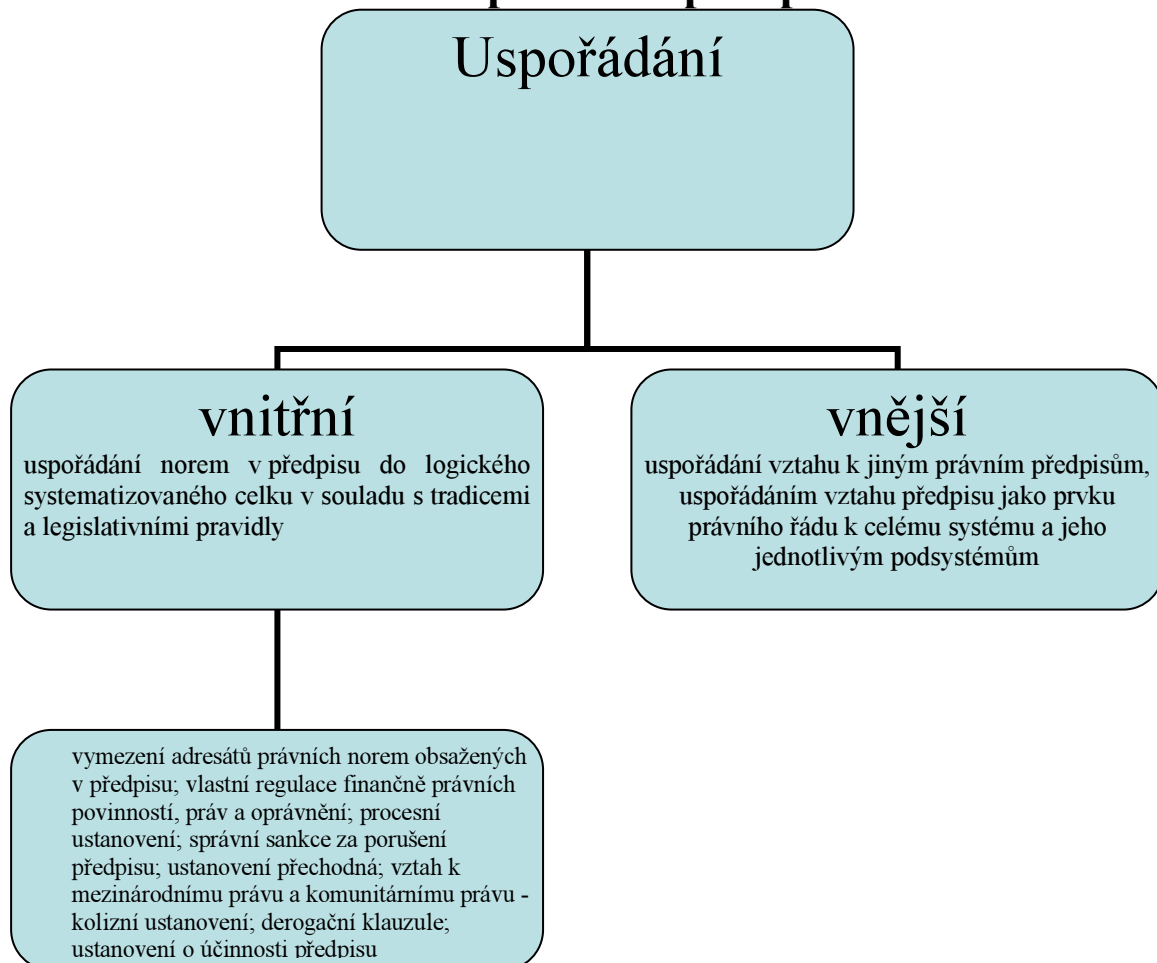 Uspořádání
vnitřní
uspořádání norem v předpisu do logického
systematizovaného celku v souladu s tradicemi
a legislativními pravidly
vnější
uspořádání vztahu k jiným právním předpisům,
uspořádáním vztahu předpisu jako prvku
právního řádu k celému systému a jeho
jednotlivým podsystémům
vymezení adresátů právních norem obsažených
v předpisu; vlastní regulace finančně právních
povinností, práv a oprávnění; procesní
ustanovení; správní sankce za porušení
předpisu; ustanovení přechodná; vztah k
mezinárodnímu právu a komunitárnímu právu -
kolizní ustanovení; derogační klauzule;
ustanovení o účinnosti předpisu